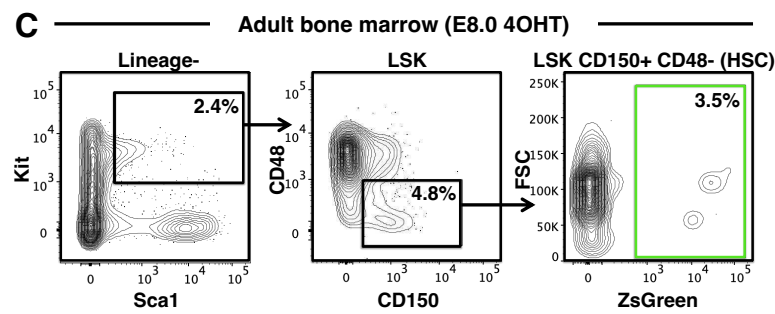 C
Adult bone marrow (E8.0 4OHT)
Lineage-
LSK
LSK CD150+ CD48- (HSC)
2.4%
4.8%
3.5%
Kit
10^5
10^4
10^3
0
0 10^3 10^4 10^5
Sca1
CD48
10^5
10^4
10^3
0
0 10^3 10^4 10^5
CD150
FSC
250K
200K
150K
100K
50K
0
0 10^3 10^4 10^5
ZsGreen